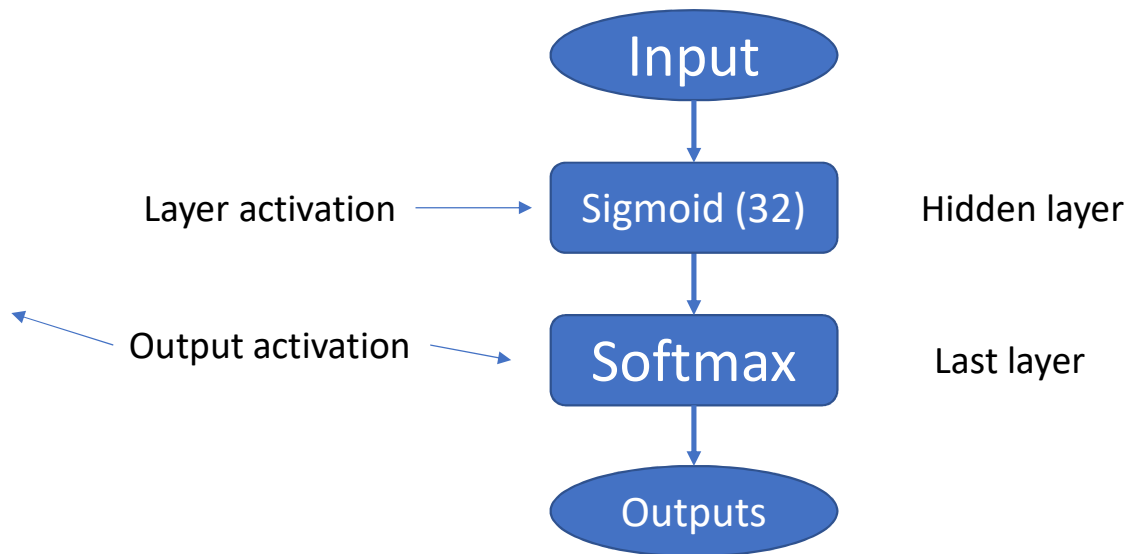 Input
Layer activation
Sigmoid (32)
Hidden layer
Output activation
Softmax
Last layer
Outputs